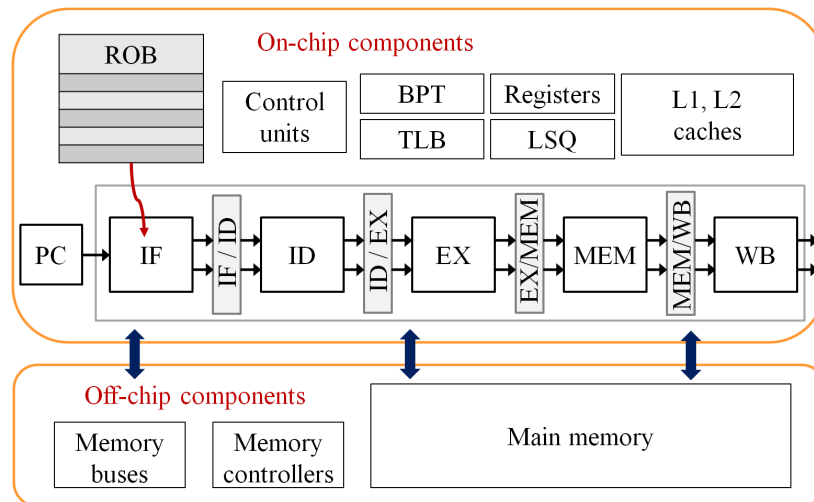 On-chip components
ROB
Control
units
BPT
Registers
L1, L2
caches
TLB
LSQ
PC
IF
IF / ID
ID
ID / EX
EX
EX/MEM
MEM
MEM/WB
WB
Off-chip components
Memory
buses
Memory
controllers
Main memory